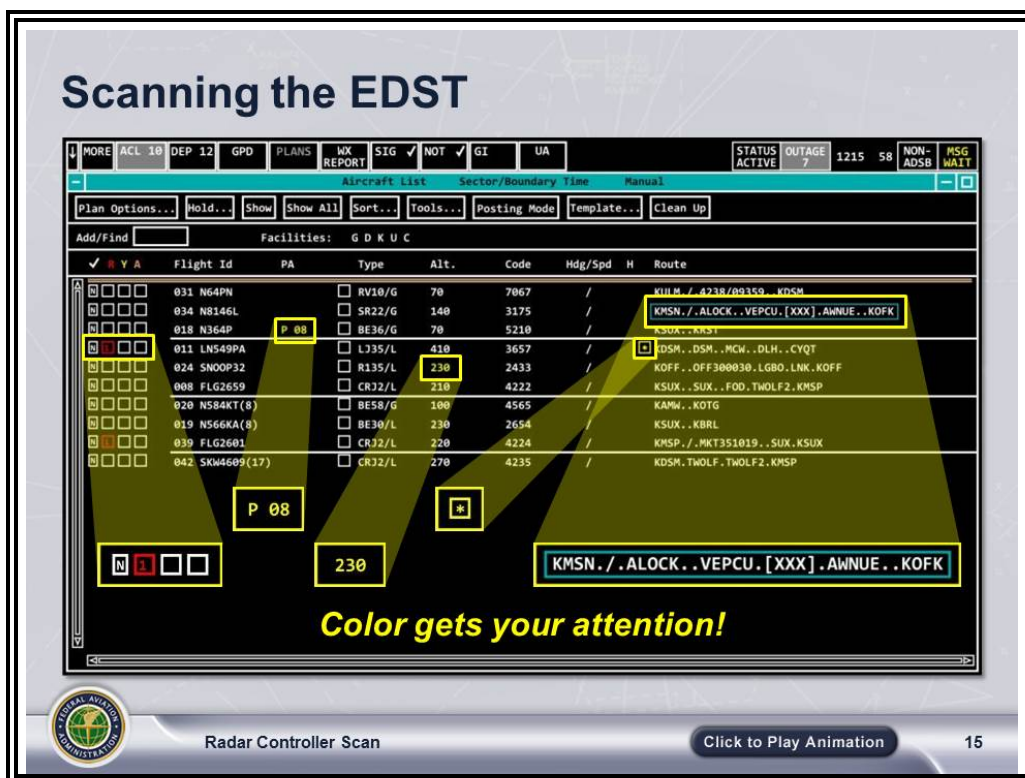 Scanning the EDST
MORE ACL 10 DEP 12 GPD PLANS WX REPORT SIG ✓ NOT ✓ GI UA STATUS ACTIVE OUTAGE 7 1215 58 NON-ADSB MSG WAIT
Aircraft List Sector/Boundary Time Manual
Plan Options... Hold... Show Show All Sort... Tools... Posting Mode Template... Clean Up
Add/Find Facilities: G D K U C
✓ R Y A Flight Id PA Type Alt. Code Hdg/Spd H Route
N 031 N64PN RV10/G 70 7067 / KULM./.4238/09359..KDSM
N 034 N8146L SR22/G 140 3175 / KMSN./.ALOCK..VEPCU.[XXX].AWNUE..KOFK
N 018 N364P P 08 BE36/G 70 5210 / KSUX..KRST
N 1 011 LN549PA LJ35/L 410 3657 / * KDSM..DSM..MCW..DLH..CYQT
N 024 SNOOP32 R135/L 230 2433 / KOFF..OFF300030.LGBO.LNK.KOFF
N 008 FLG2659 CRJ2/L 210 4222 / KSUX..SUX..FOD.TWOLF2.KMSP
N 020 N584KT(8) BE58/G 100 4565 / KAMW..KOTG
N 019 N566KA(8) BE30/L 230 2654 / KSUX..KBRL
N 039 FLG2601 CRJ2/L 220 4224 / KMSP./.MKT351019..SUX.KSUX
N 042 SKW4609(17) CRJ2/L 270 4235 / KDSM.TWOLF.TWOLF2.KMSP
P 08 *
N 1 230 KMSN./.ALOCK..VEPCU.[XXX].AWNUE..KOFK
Color gets your attention!
FEDERAL AVIATION ADMINISTRATION
Radar Controller Scan Click to Play Animation 15